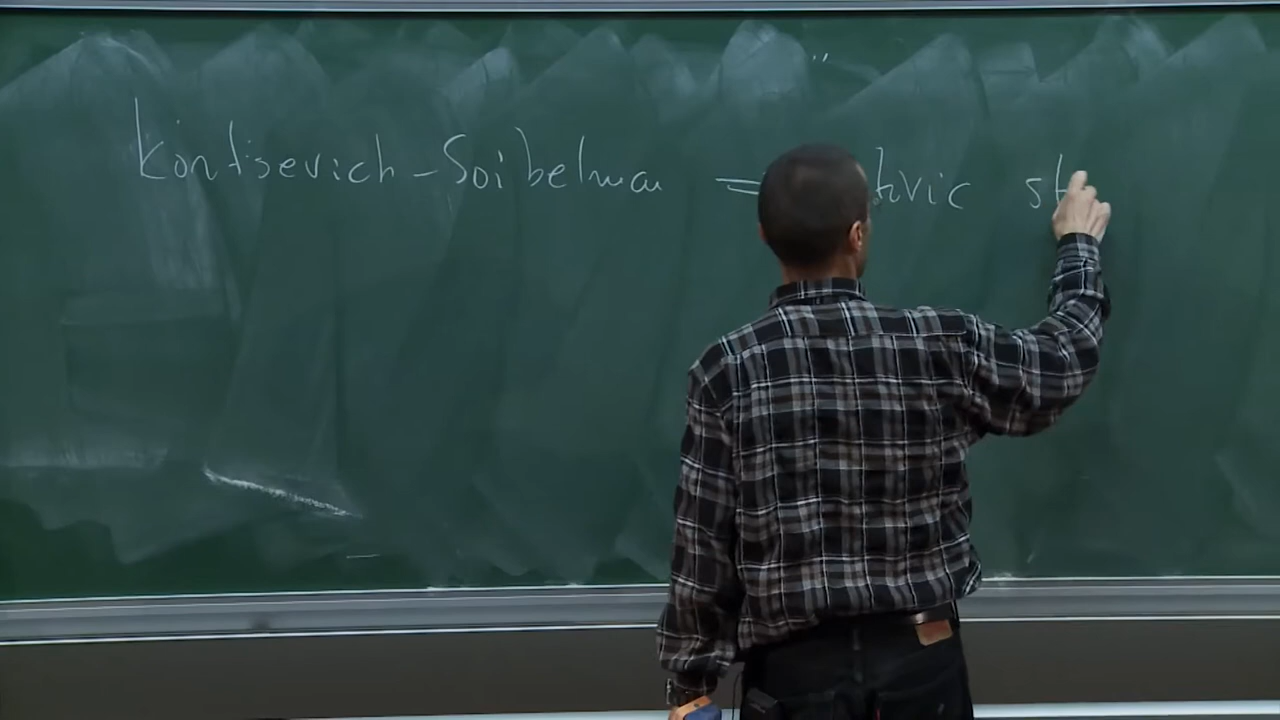 Kontsevich - Soibelman = tivic st